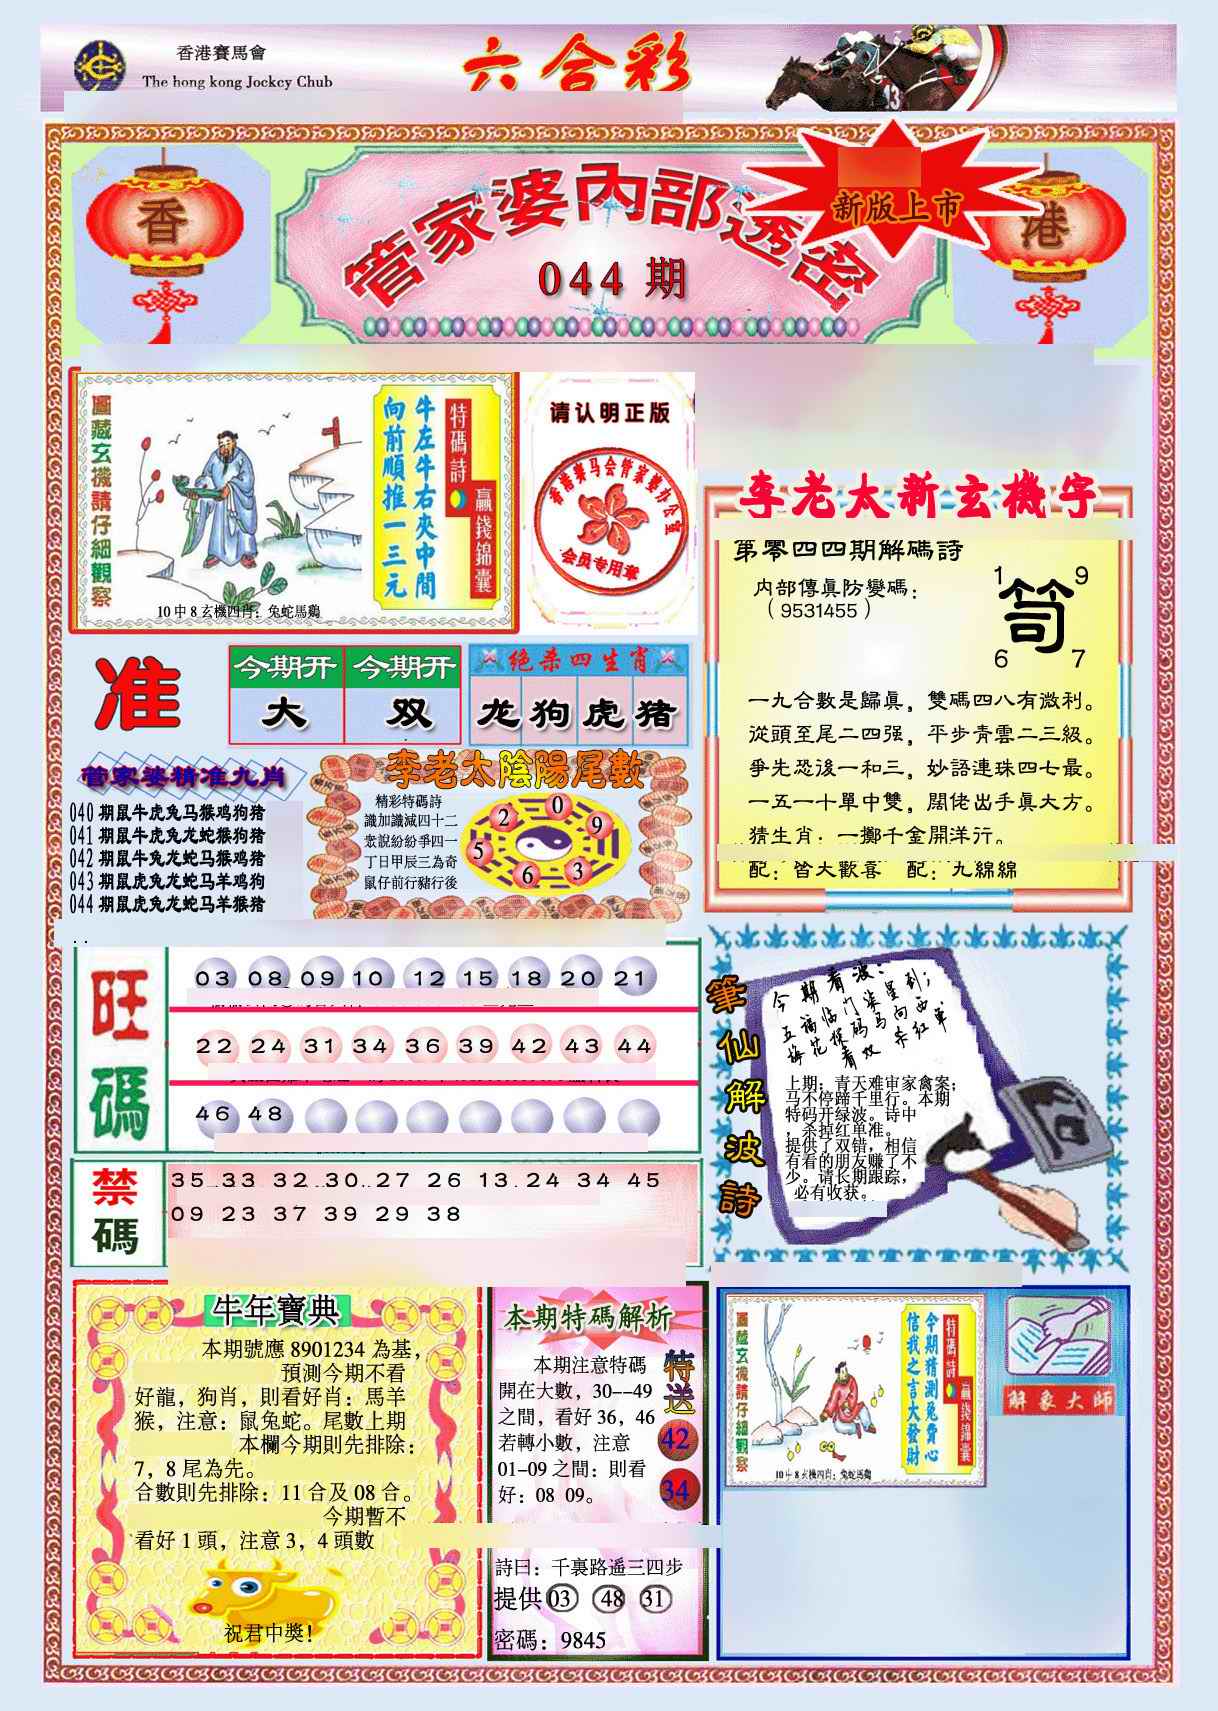 香港賽馬會
The hong kong Jockcy Chub
六合彩
13
香
港
管家婆內部透密
044 期
新版上市
圖藏玄機請仔細觀察
10中8玄機四肖：兔蛇馬鷄
特碼詩
贏錢錦囊
牛左牛右夾中間
向前順推一三元
请认明正版
会员专用章
李老太新玄機字
第零四四期解碼詩
内部傳真防變碼：
（ 9531455 ）
1
9
笱
6
7
一九合數是歸真，雙碼四八有微利。
從頭至尾二四强，平步青雲二三級。
爭先恐後一和三，妙語連珠四七最。
一五一十單中雙，闊佬出手真大方。
猜生肖：一擲千金開洋行。
配：皆大歡喜　配：九綿綿
准
今期开
今期开
大
双
绝杀四生肖
龙 狗 虎 猪
管家婆精准九肖
040 期鼠牛虎兔马猴鸡狗猪
041 期鼠牛虎兔龙蛇猴狗猪
042 期鼠牛兔龙蛇马猴鸡猪
043 期鼠虎兔龙蛇马羊鸡狗
044 期鼠虎兔龙蛇马羊猴猪
李老太陰陽尾數
精彩特碼詩
識加識減四十二
衆說紛紛爭四一
丁日甲辰三為奇
鼠仔前行豬行後
2
0
9
5
6
3
旺碼
03 08 09 10 12 15 18 20 21
22 24 31 34 36 39 42 43 44
46 48
禁碼
35 33 32 30 27 26 13 24 34 45
09 23 37 39 29 38
筆仙解波詩
今期看波：
上期：青天难审家禽案；
马不停蹄千里行。本期
特码开绿波。诗中
，杀掉红单准。
提供了双错，相信
有看的朋友赚了不
少。请长期跟踪，
必有收获。
牛年寶典
本期號應 8901234 為基，
預測今期不看
好龍，狗肖，則看好肖：馬羊
猴，注意：鼠兔蛇。尾數上期
本欄今期則先排除：
7，8 尾為先。
合數則先排除：11 合及 08 合。
今期暫不
看好 1 頭，注意 3，4 頭數
祝君中獎！
本期特碼解析
本期注意特碼
開在大數，30--49
之間，看好 36，46
若轉小數，注意
01-09 之間：則看
好：08 09。
特送
42
34
詩曰：千裏路遥三四步
提供 03 48 31
密碼：9845
圖藏玄機請仔細觀察
10中8玄機四肖：兔蛇馬鷄
特碼詩
贏錢錦囊
今期猜測兔費心
信我之言大發財
解象大師